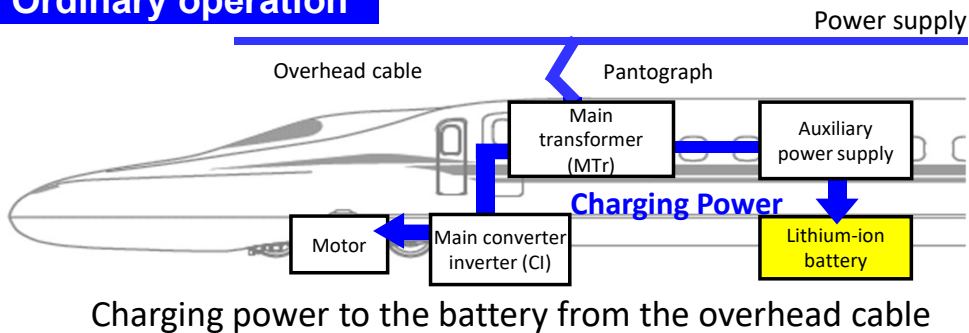 Ordinary operation
Power supply
Overhead cable
Pantograph
Main
transformer
(MTr)
Auxiliary
power supply
Charging Power
Motor
Main converter
inverter (CI)
Lithium-ion
battery
Charging power to the battery from the overhead cable